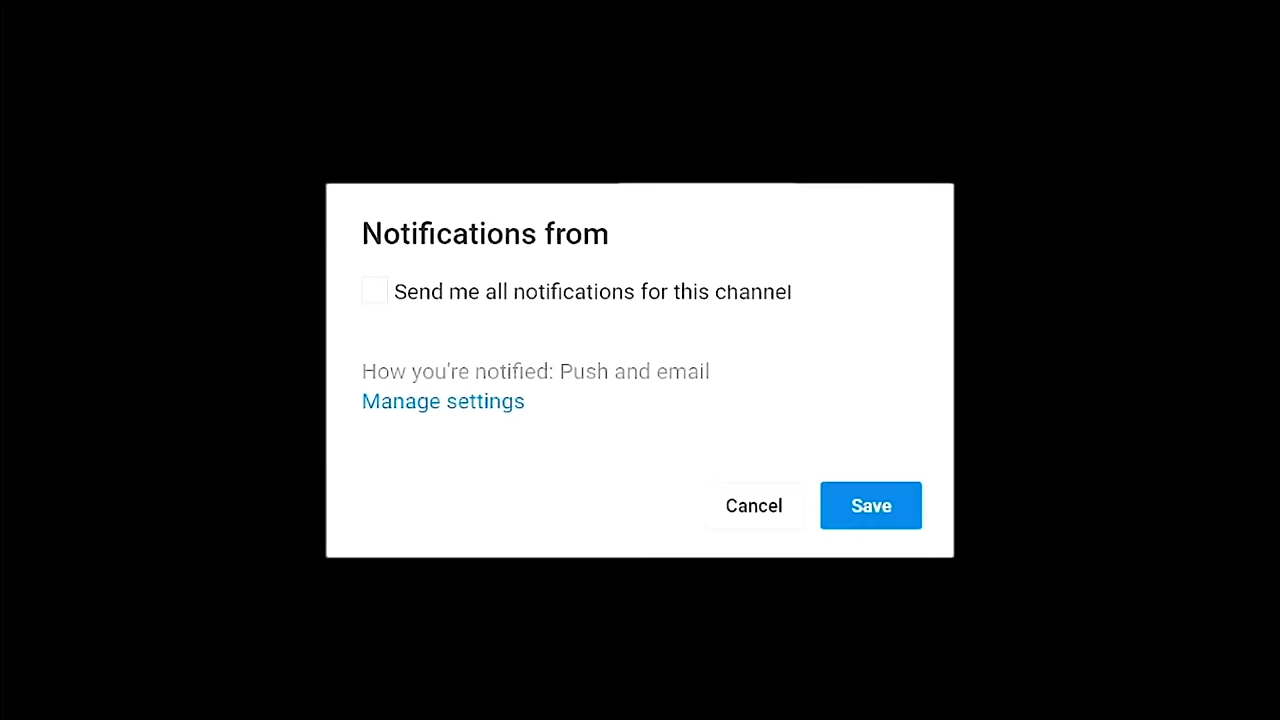 Notifications from
Send me all notifications for this channel
How you're notified: Push and email
Manage settings
Cancel
Save